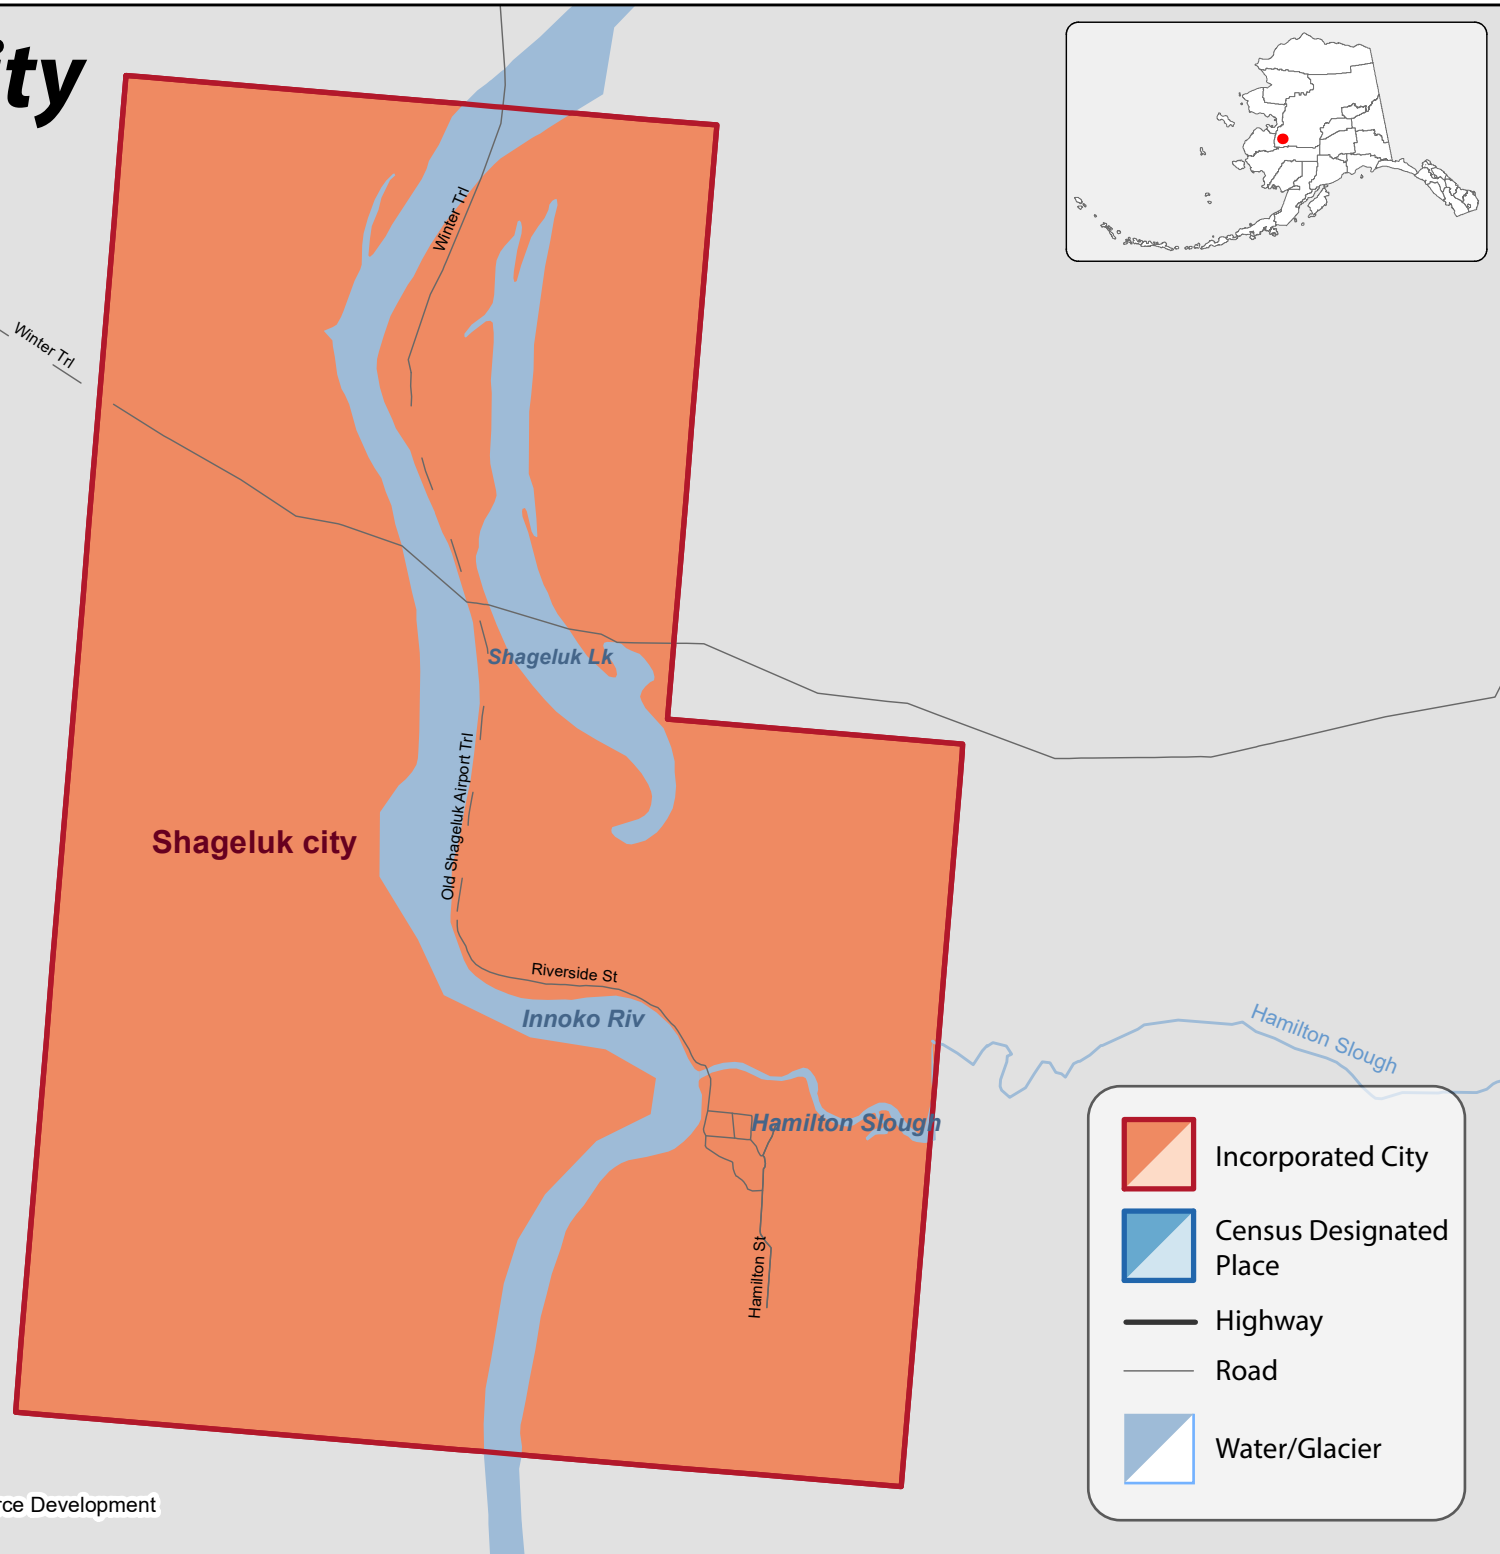 ity
Winter Trl
Winter Trl
Shageluk Lk
Old Shageluk Airport Trl
Shageluk city
Riverside St
Innoko Riv
Hamilton Slough
Hamilton Slough
Hamilton St
Incorporated City
Census Designated
Place
Highway
Road
Water/Glacier
rce Development